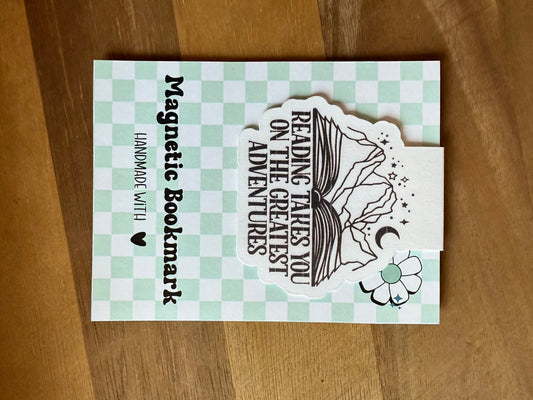 Magnetic Bookmark
HANDMADE WITH ♥
READING TAKES YOU
ON THE GREATEST
ADVENTURES